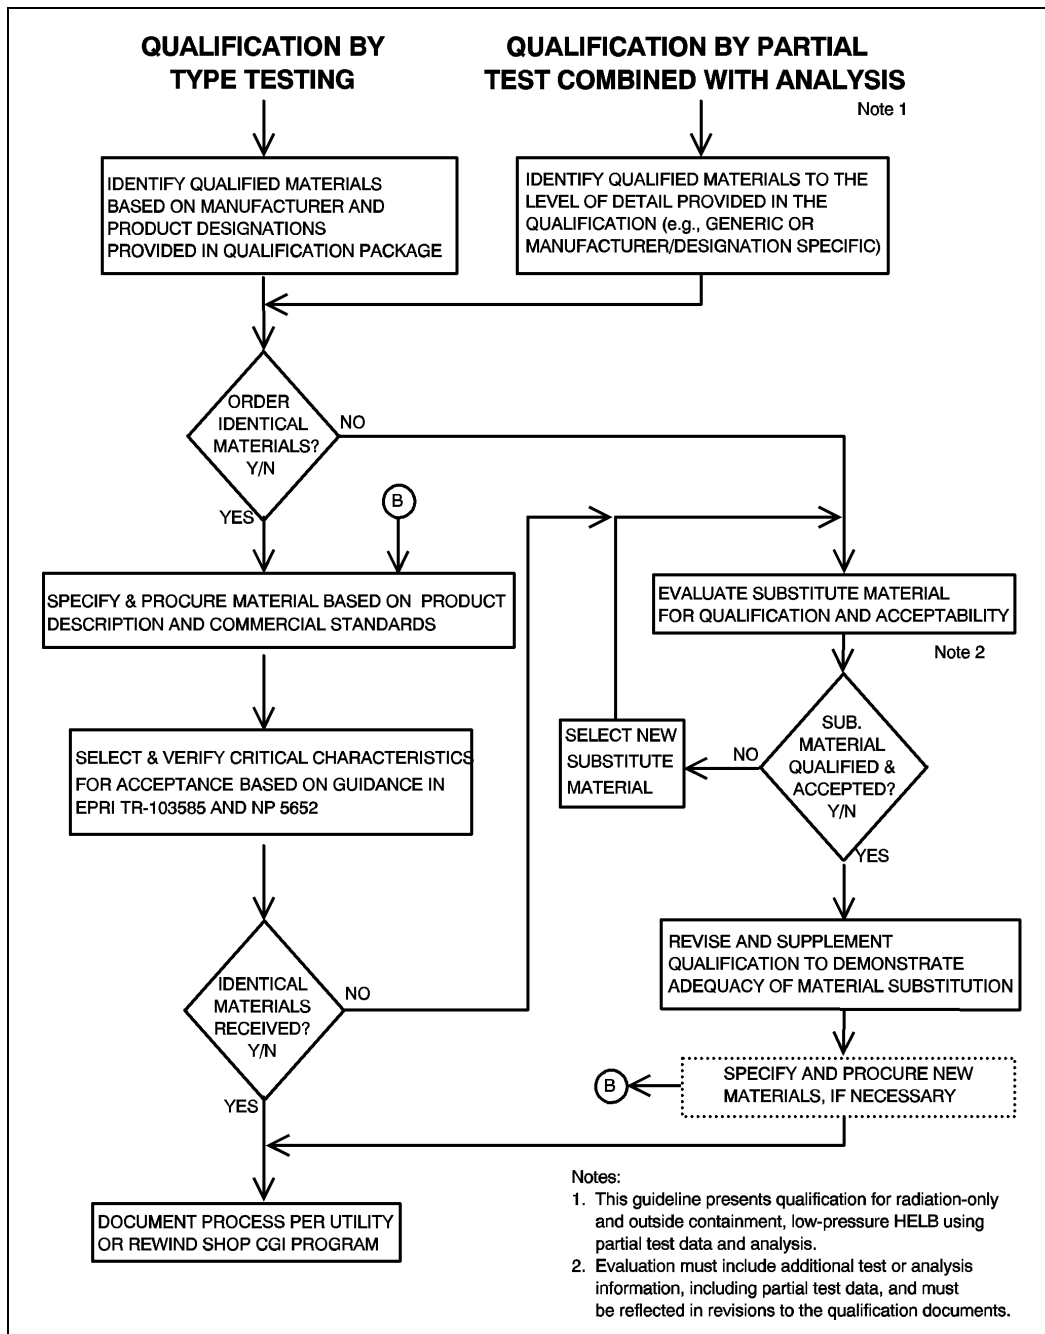 QUALIFICATION BY
TYPE TESTING
QUALIFICATION BY PARTIAL
TEST COMBINED WITH ANALYSIS
Note 1
IDENTIFY QUALIFIED MATERIALS
BASED ON MANUFACTURER AND
PRODUCT DESIGNATIONS
PROVIDED IN QUALIFICATION PACKAGE
IDENTIFY QUALIFIED MATERIALS TO THE
LEVEL OF DETAIL PROVIDED IN THE
QUALIFICATION (e.g., GENERIC OR
MANUFACTURER/DESIGNATION SPECIFIC)
ORDER
IDENTICAL
MATERIALS?
Y/N
NO
YES
B
SPECIFY & PROCURE MATERIAL BASED ON PRODUCT
DESCRIPTION AND COMMERCIAL STANDARDS
EVALUATE SUBSTITUTE MATERIAL
FOR QUALIFICATION AND ACCEPTABILITY
Note 2
SELECT & VERIFY CRITICAL CHARACTERISTICS
FOR ACCEPTANCE BASED ON GUIDANCE IN
EPRI TR-103585 AND NP 5652
SELECT NEW
SUBSTITUTE
MATERIAL
NO
SUB.
MATERIAL
QUALIFIED &
ACCEPTED?
Y/N
YES
IDENTICAL
MATERIALS
RECEIVED?
Y/N
NO
YES
REVISE AND SUPPLEMENT
QUALIFICATION TO DEMONSTRATE
ADEQUACY OF MATERIAL SUBSTITUTION
B
SPECIFY AND PROCURE NEW
MATERIALS, IF NECESSARY
DOCUMENT PROCESS PER UTILITY
OR REWIND SHOP CGI PROGRAM
Notes:
1. This guideline presents qualification for radiation-only
and outside containment, low-pressure HELB using
partial test data and analysis.
2. Evaluation must include additional test or analysis
information, including partial test data, and must
be reflected in revisions to the qualification documents.